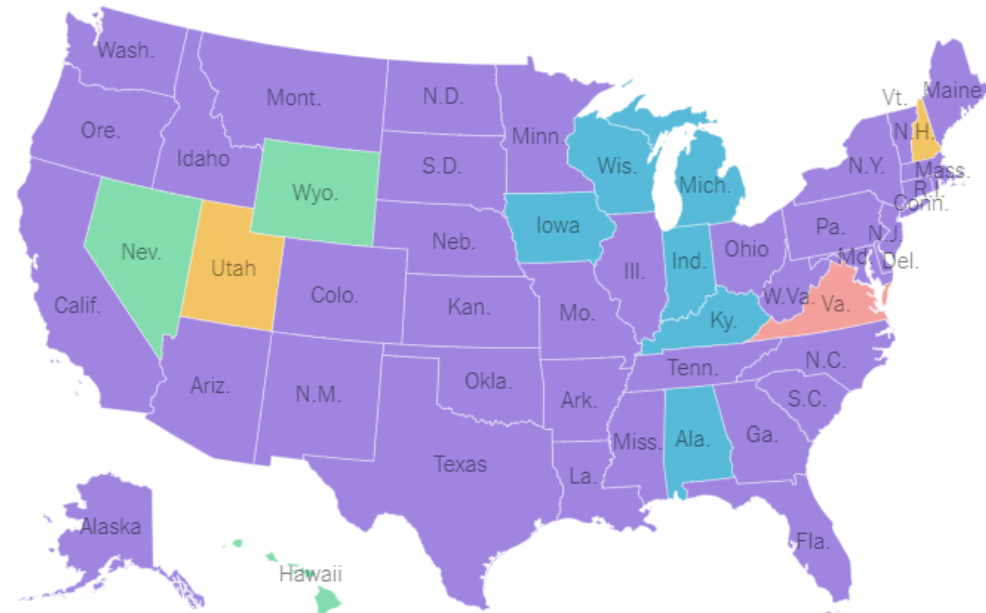 Wash.
Vt.
Maine
Mont.
N.D.
Minn.
Ore.
N.H.
Idaho
S.D.
Wis.
N.Y.
Mass.
Wyo.
Mich.
R.I.
Conn.
Iowa
Pa.
N.J.
Neb.
Nev.
Ohio
Md.
Del.
Utah
Ind.
Ill.
Colo.
W.Va.
Va.
Calif.
Kan.
Mo.
Ky.
N.C.
Tenn.
Okla.
Ariz.
N.M.
Ark.
S.C.
Miss.
Ala.
Ga.
Texas
La.
Alaska
Fla.
Hawaii